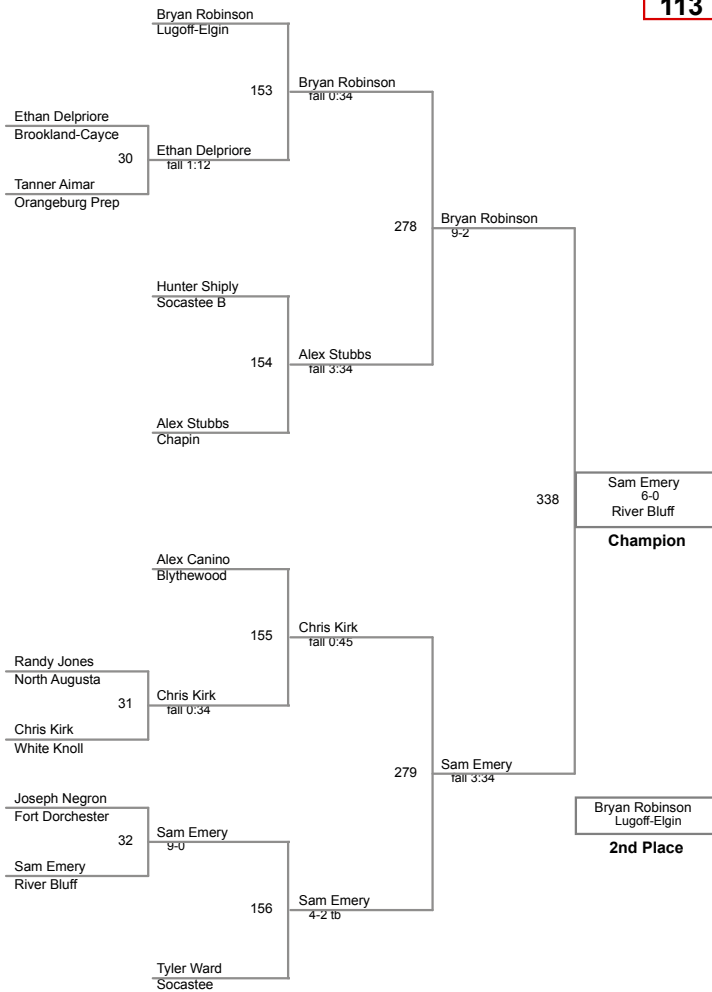 113
Bryan Robinson
Lugoff-Elgin
153
Bryan Robinson
fall 0:34
Ethan Delpriore
Brookland-Cayce
30
Ethan Delpriore
fall 1:12
Tanner Aimar
Orangeburg Prep
278
Bryan Robinson
9-2
Hunter Shiply
Socastee B
154
Alex Stubbs
fall 3:34
Alex Stubbs
Chapin
338
Sam Emery
6-0
River Bluff
Champion
Alex Canino
Blythewood
155
Chris Kirk
fall 0:45
Randy Jones
North Augusta
31
Chris Kirk
fall 0:34
Chris Kirk
White Knoll
279
Sam Emery
fall 3:34
Joseph Negron
Fort Dorchester
32
Sam Emery
9-0
Sam Emery
River Bluff
156
Sam Emery
4-2 tb
Tyler Ward
Socastee
Bryan Robinson
Lugoff-Elgin
2nd Place